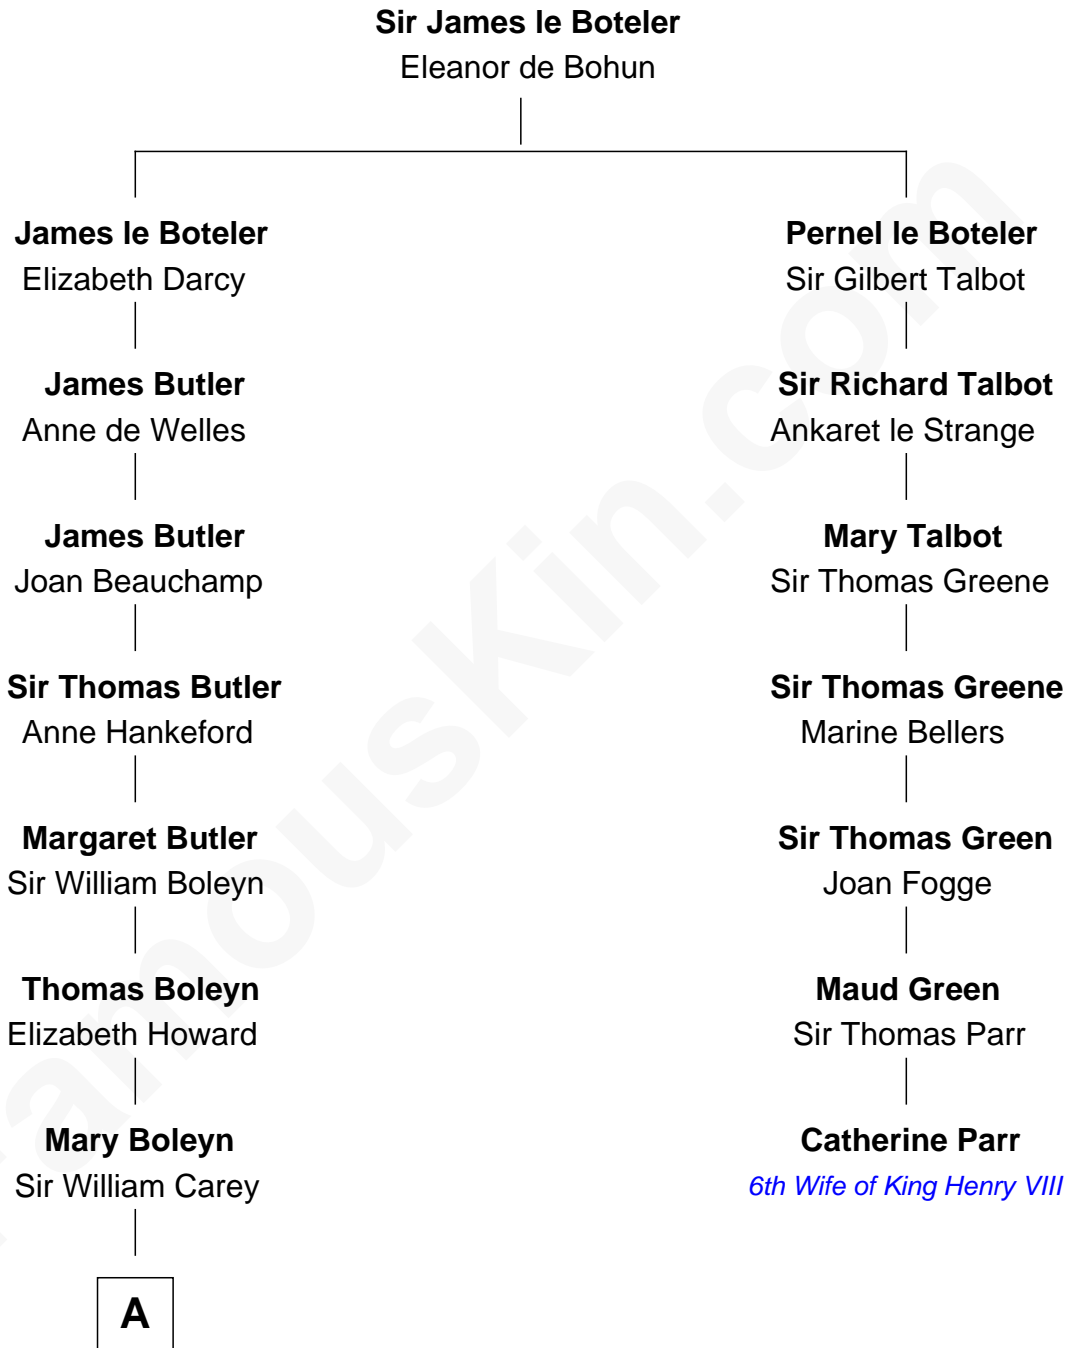 Sir James le Boteler
Eleanor de Bohun
James le Boteler
Elizabeth Darcy
James Butler
Anne de Welles
James Butler
Joan Beauchamp
Sir Thomas Butler
Anne Hankeford
Margaret Butler
Sir William Boleyn
Thomas Boleyn
Elizabeth Howard
Mary Boleyn
Sir William Carey
A
Pernel le Boteler
Sir Gilbert Talbot
Sir Richard Talbot
Ankaret le Strange
Mary Talbot
Sir Thomas Greene
Sir Thomas Greene
Marine Bellers
Sir Thomas Green
Joan Fogge
Maud Green
Sir Thomas Parr
Catherine Parr
6th Wife of King Henry VIII
FamousKin.com